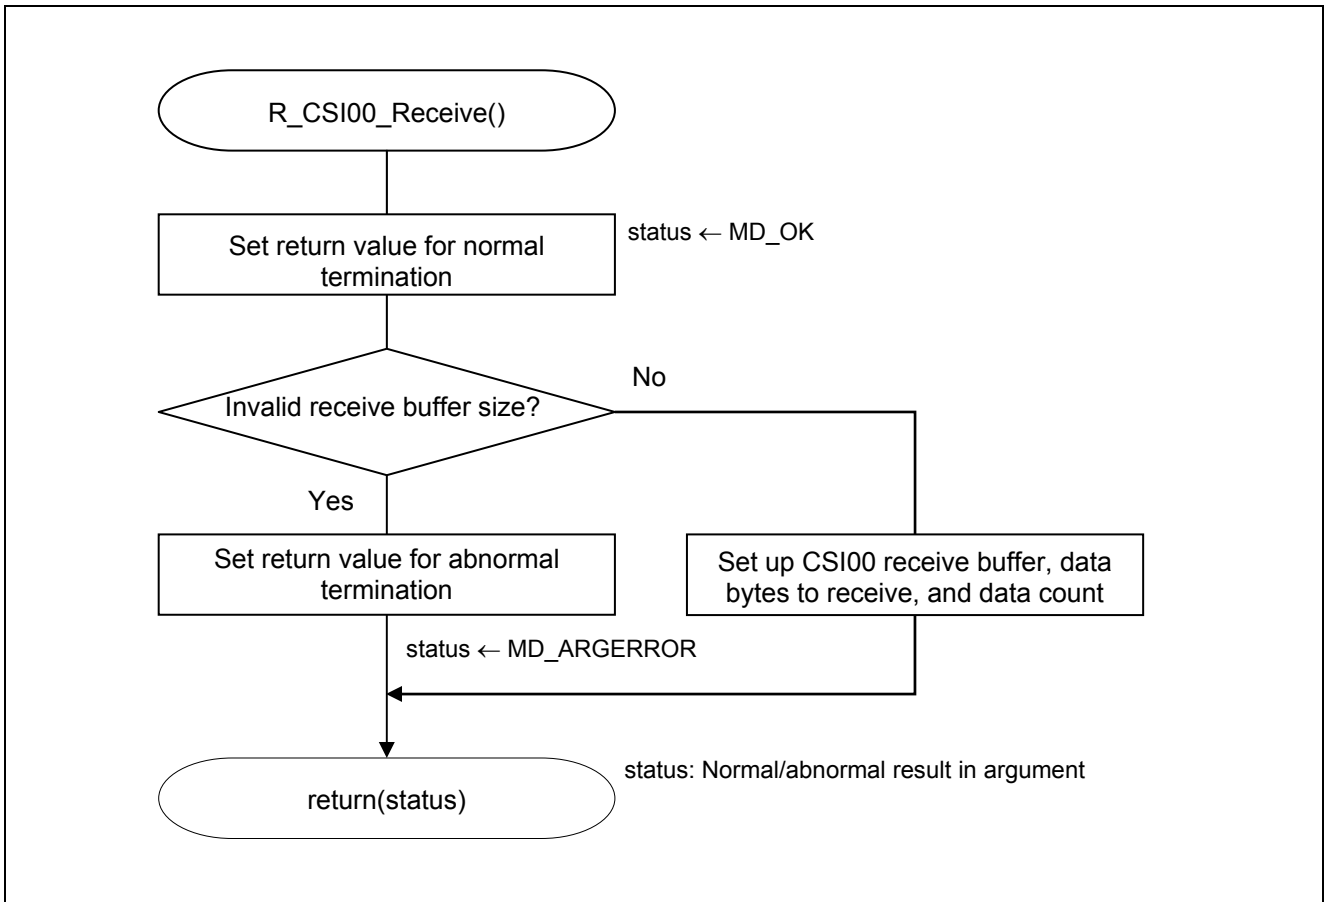 R_CSI00_Receive()
Set return value for normal
termination
status ← MD_OK
Invalid receive buffer size?
No
Yes
Set return value for abnormal
termination
Set up CSI00 receive buffer, data
bytes to receive, and data count
status ← MD_ARGERROR
return(status)
status: Normal/abnormal result in argument